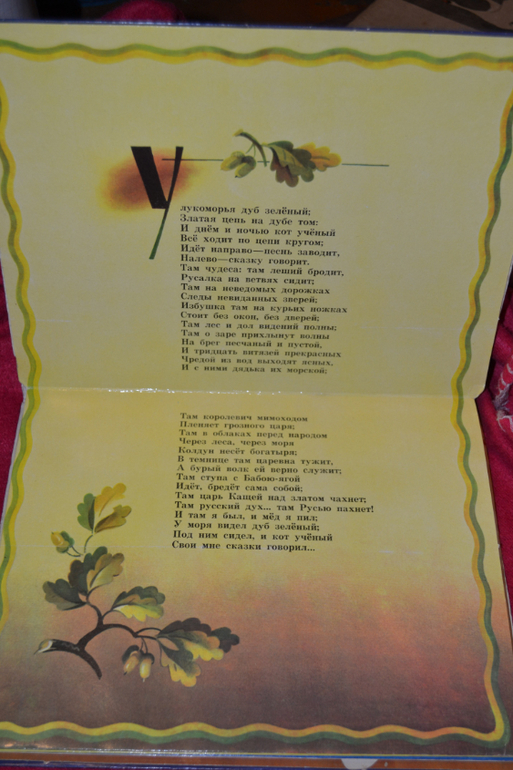 У лукоморья дуб зелёный;
Златая цепь на дубе том:
И днём и ночью кот учёный
Всё ходит по цепи кругом;
Идёт направо—песнь заводит,
Налево—сказку говорит.
Там чудеса: там леший бродит,
Русалка на ветвях сидит;
Там на неведомых дорожках
Следы невиданных зверей;
Избушка там на курьих ножках
Стоит без окон, без дверей;
Там лес и дол видений полны;
Там о заре прихлынут волны
На брег песчаный и пустой,
И тридцать витязей прекрасных
Чредой из вод выходят ясных,
И с ними дядька их морской;
Там королевич мимоходом
Пленяет грозного царя;
Там в облаках перед народом
Через леса, через моря
Колдун несёт богатыря;
В темнице там царевна тужит,
А бурый волк ей верно служит;
Там ступа с Бабою-ягой
Идёт, бредёт сама собой;
Там царь Кащей над златом чахнет;
Там русский дух... там Русью пахнет!
И там я был, и мёд я пил;
У моря видел дуб зелёный;
Под ним сидел, и кот учёный
Свои мне сказки говорил...